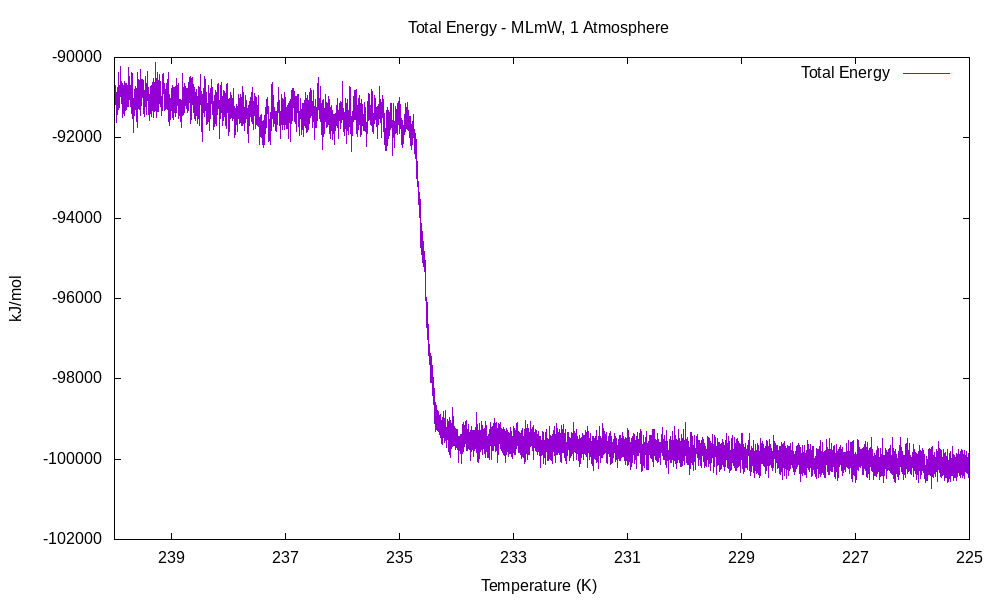 Total Energy - MLmW, 1 Atmosphere
-90000
Total Energy
-92000
-94000
-96000
kJ/mol
-98000
-100000
-102000
239 237 235 233 231 229 227 225
Temperature (K)